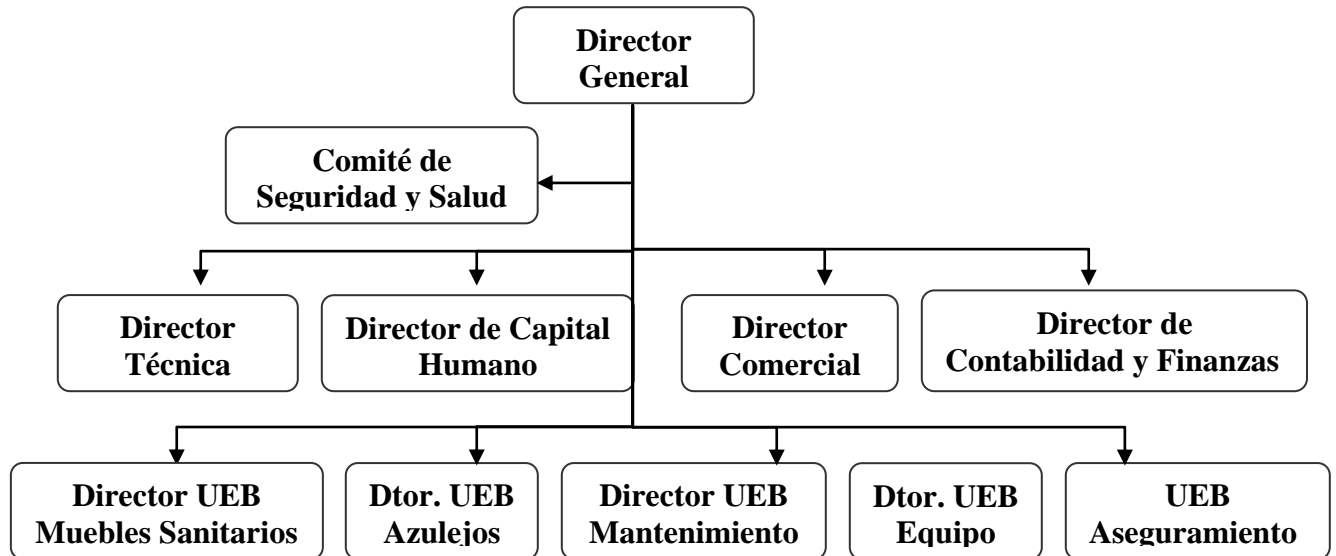 Director
General
Comité de
Seguridad y Salud
Director
Técnica
Director de Capital
Humano
Director
Comercial
Director de
Contabilidad y Finanzas
Director UEB
Muebles Sanitarios
Dtor. UEB
Azulejos
Director UEB
Mantenimiento
Dtor. UEB
Equipo
UEB
Aseguramiento